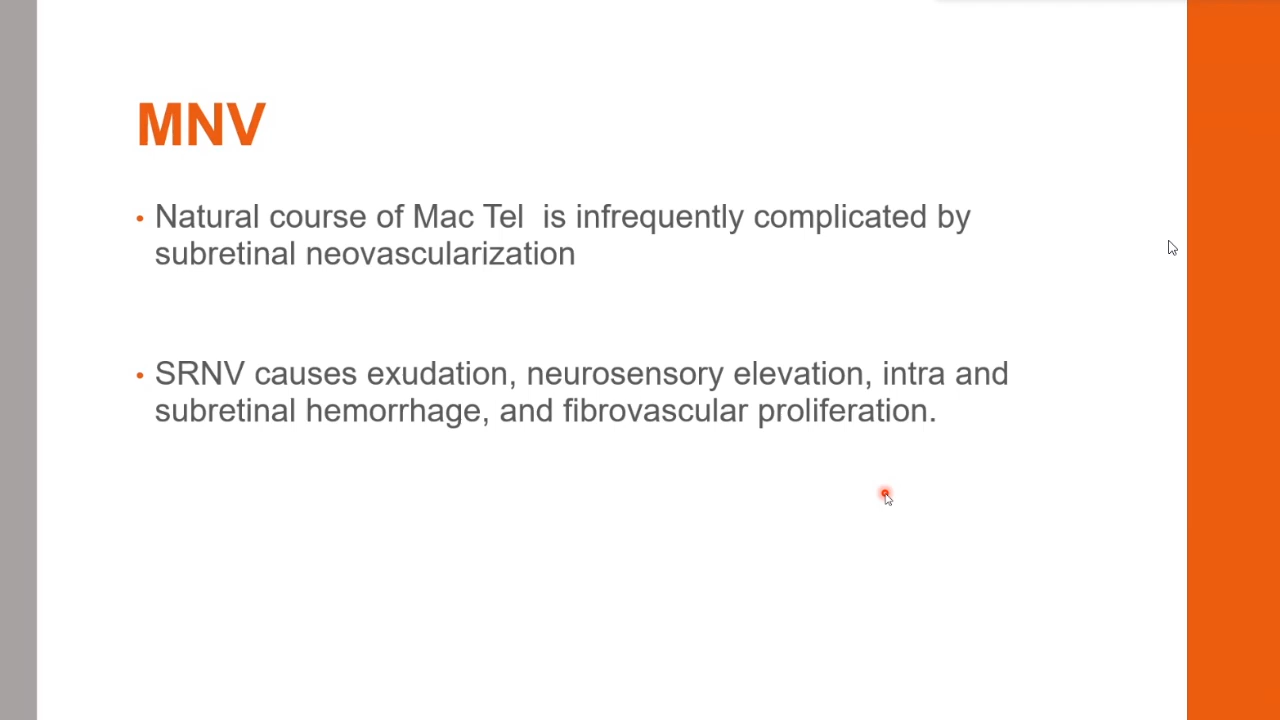 MNV
• Natural course of Mac Tel  is infrequently complicated by
subretinal neovascularization
• SRNV causes exudation, neurosensory elevation, intra and
subretinal hemorrhage, and fibrovascular proliferation.